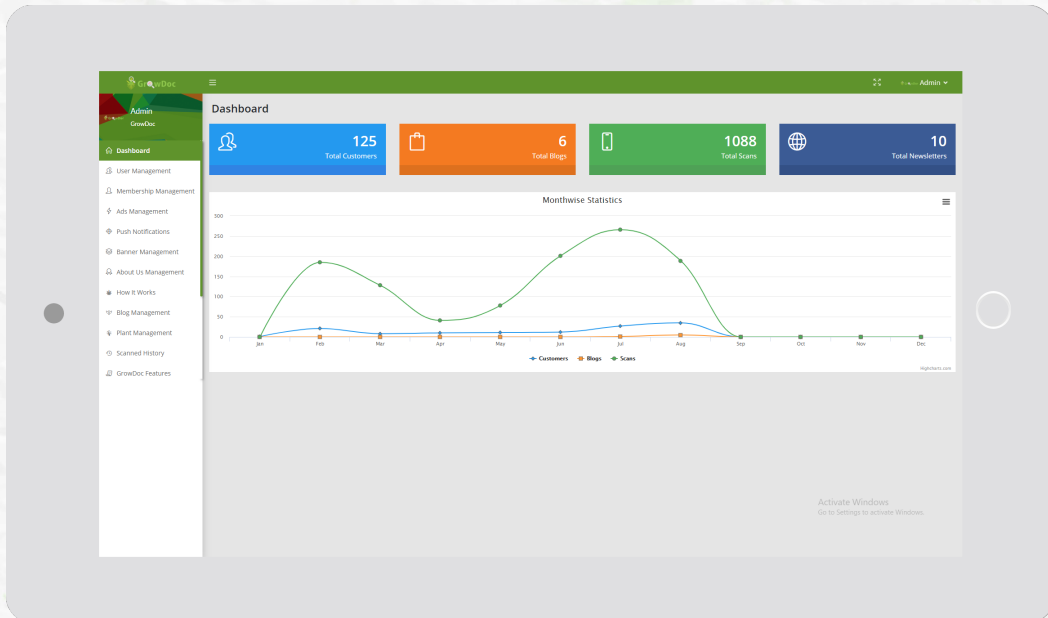 GrowDoc
Admin
Admin
GrowDoc
Dashboard
User Management
Membership Management
Ads Management
Push Notifications
Banner Management
About Us Management
How It Works
Blog Management
Plant Management
Scanned History
GrowDoc Features
Dashboard
125
Total Customers
6
Total Blogs
1088
Total Scans
10
Total Newsletters
Monthwise Statistics
300
250
200
150
100
50
0
Jan Feb Mar Apr May Jun Jul Aug Sep Oct Nov Dec
Customers Blogs Scans
Highcharts.com
Activate Windows
Go to Settings to activate Windows.